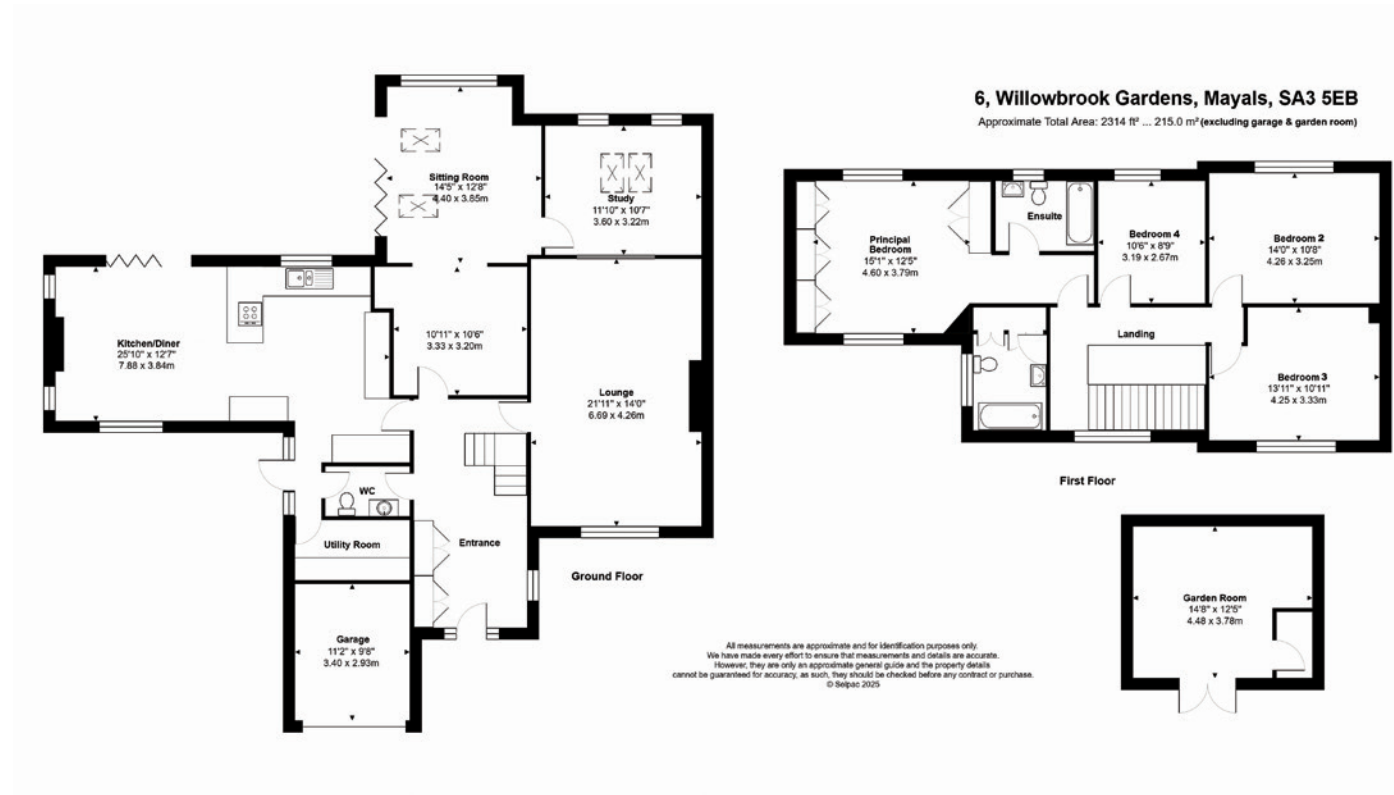 6, Willowbrook Gardens, Mayals, SA3 5EB
Approximate Total Area: 2314 ft² ... 215.0 m² (excluding garage & garden room)
Sitting Room
14'5" x 12'8"
4.40 x 3.85m
Study
11'10" x 10'7"
3.60 x 3.22m
Kitchen/Diner
25'10" x 12'7"
7.88 x 3.84m
10'11" x 10'6"
3.33 x 3.20m
Lounge
21'11" x 14'0"
6.69 x 4.26m
WC
Utility Room
Entrance
Garage
11'2" x 9'8"
3.40 x 2.93m
Ground Floor
Principal
Bedroom
15'1" x 12'5"
4.60 x 3.79m
Ensuite
Bedroom 4
10'6" x 8'9"
3.19 x 2.67m
Bedroom 2
14'0" x 10'8"
4.26 x 3.25m
Landing
Bedroom 3
13'11" x 10'11"
4.25 x 3.33m
First Floor
Garden Room
14'8" x 12'5"
4.48 x 3.78m
All measurements are approximate and for identification purposes only.
We have made every effort to ensure that measurements and details are accurate.
However, they are only an approximate general guide and the property details
cannot be guaranteed for accuracy, as such, they should be checked before any contract or purchase.
© Selpac 2025